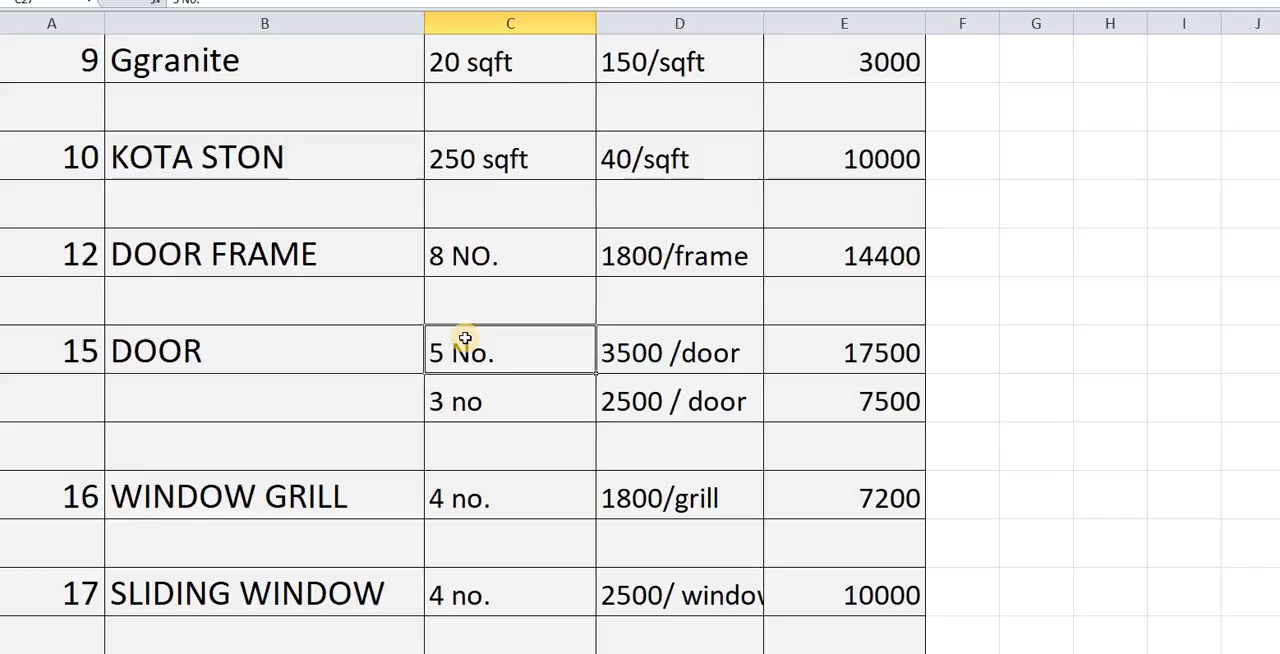 A B C D E F G H I J
9 Ggranite 20 sqft 150/sqft 3000
10 KOTA STON 250 sqft 40/sqft 10000
12 DOOR FRAME 8 NO. 1800/frame 14400
15 DOOR 5 No. 3500 /door 17500
3 no 2500 / door 7500
16 WINDOW GRILL 4 no. 1800/grill 7200
17 SLIDING WINDOW 4 no. 2500/ window 10000